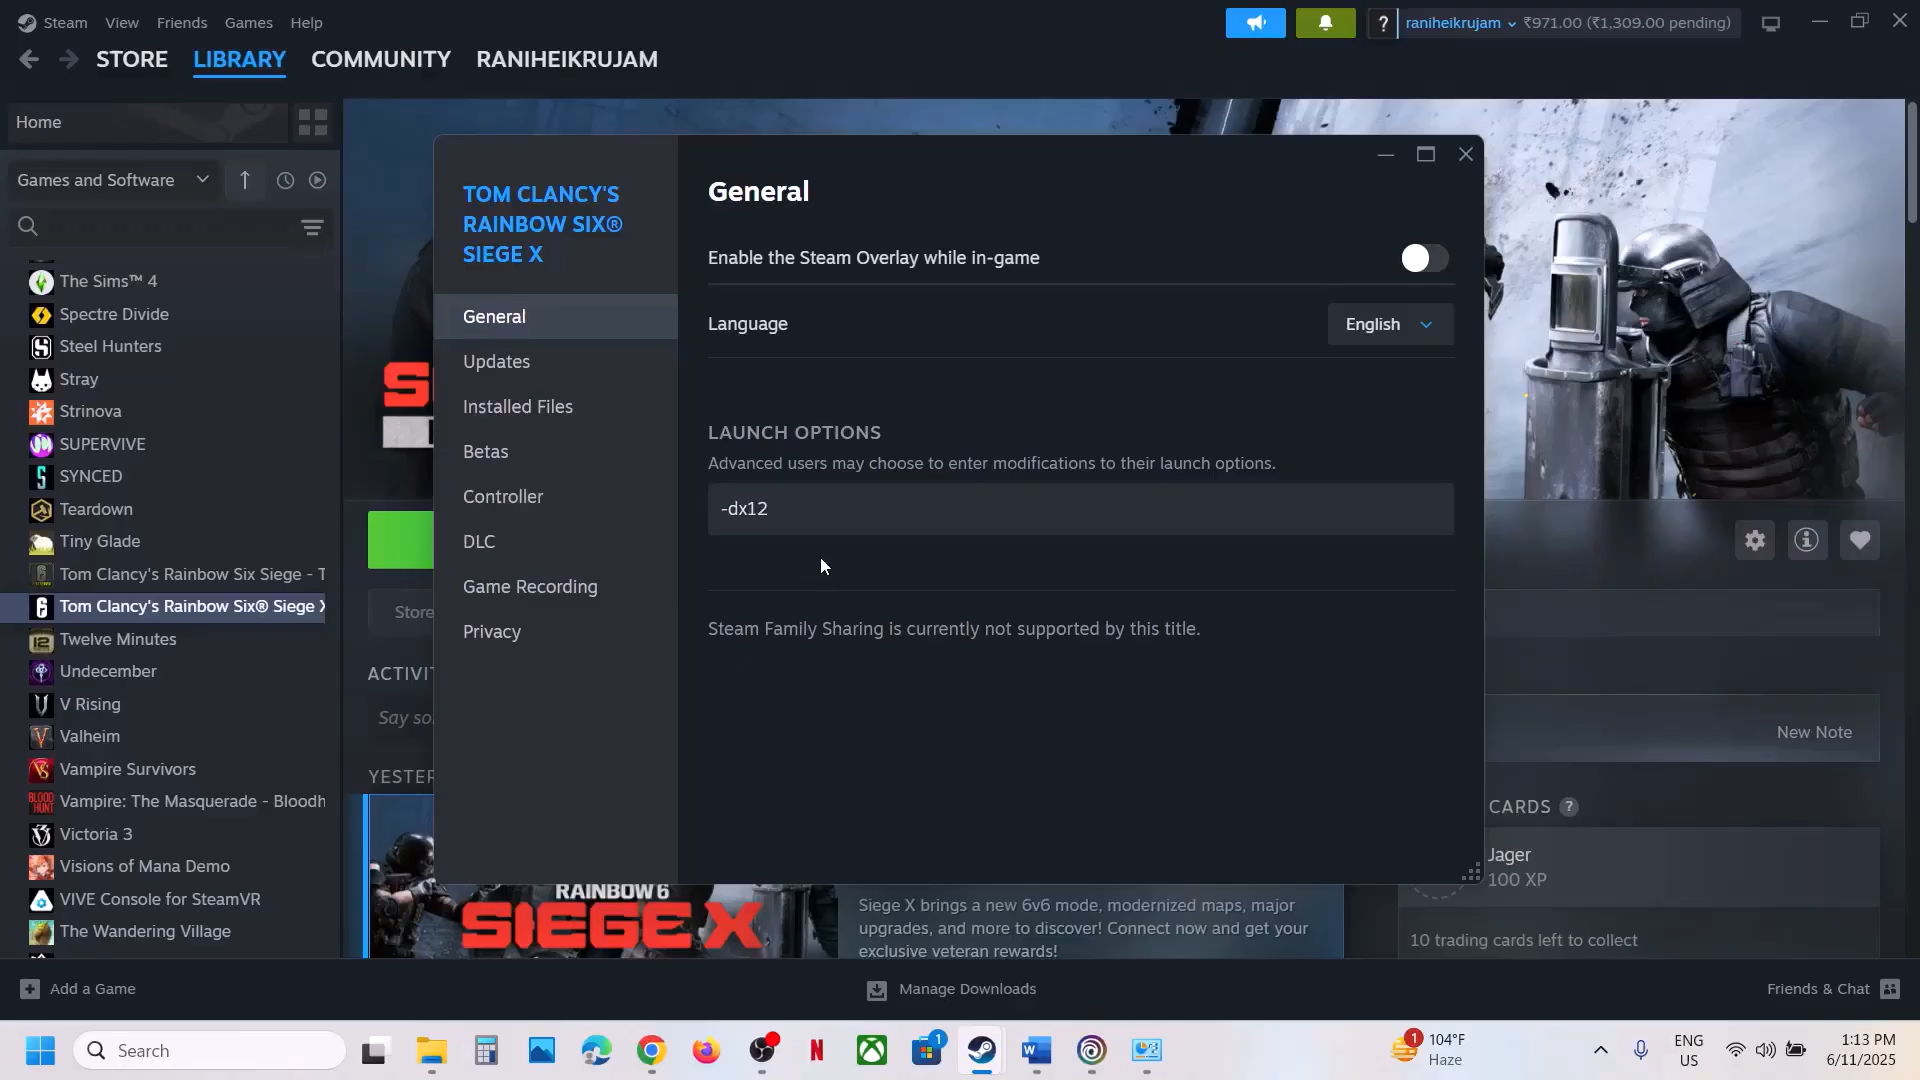 Steam View Friends Games Help
? raniheikrujam ₹971.00 (₹1,309.00 pending)
STORE LIBRARY COMMUNITY RANIHEIKRUJAM
Home
Games and Software
The Sims™ 4
Spectre Divide
Steel Hunters
Stray
Strinova
SUPERVIVE
SYNCED
Teardown
Tiny Glade
Tom Clancy's Rainbow Six Siege - T
Tom Clancy's Rainbow Six® Siege X
Twelve Minutes
Undecember
V Rising
Valheim
Vampire Survivors
Vampire: The Masquerade - Bloodh
Victoria 3
Visions of Mana Demo
VIVE Console for SteamVR
The Wandering Village
TOM CLANCY'S
RAINBOW SIX®
SIEGE X
General
Updates
Installed Files
Betas
Controller
DLC
Game Recording
Privacy
General
Enable the Steam Overlay while in-game
Language English
LAUNCH OPTIONS
Advanced users may choose to enter modifications to their launch options.
-dx12
Steam Family Sharing is currently not supported by this title.
S
Store
ACTIVIT
Say so
YESTER
New Note
CARDS ?
Jager
100 XP
10 trading cards left to collect
RAINBOW6
SIEGE X
Siege X brings a new 6v6 mode, modernized maps, major
upgrades, and more to discover! Connect now and get your
exclusive veteran rewards!
Add a Game
Manage Downloads
Friends & Chat
Search
1
1
104°F
Haze
ENG
US
1:13 PM
6/11/2025